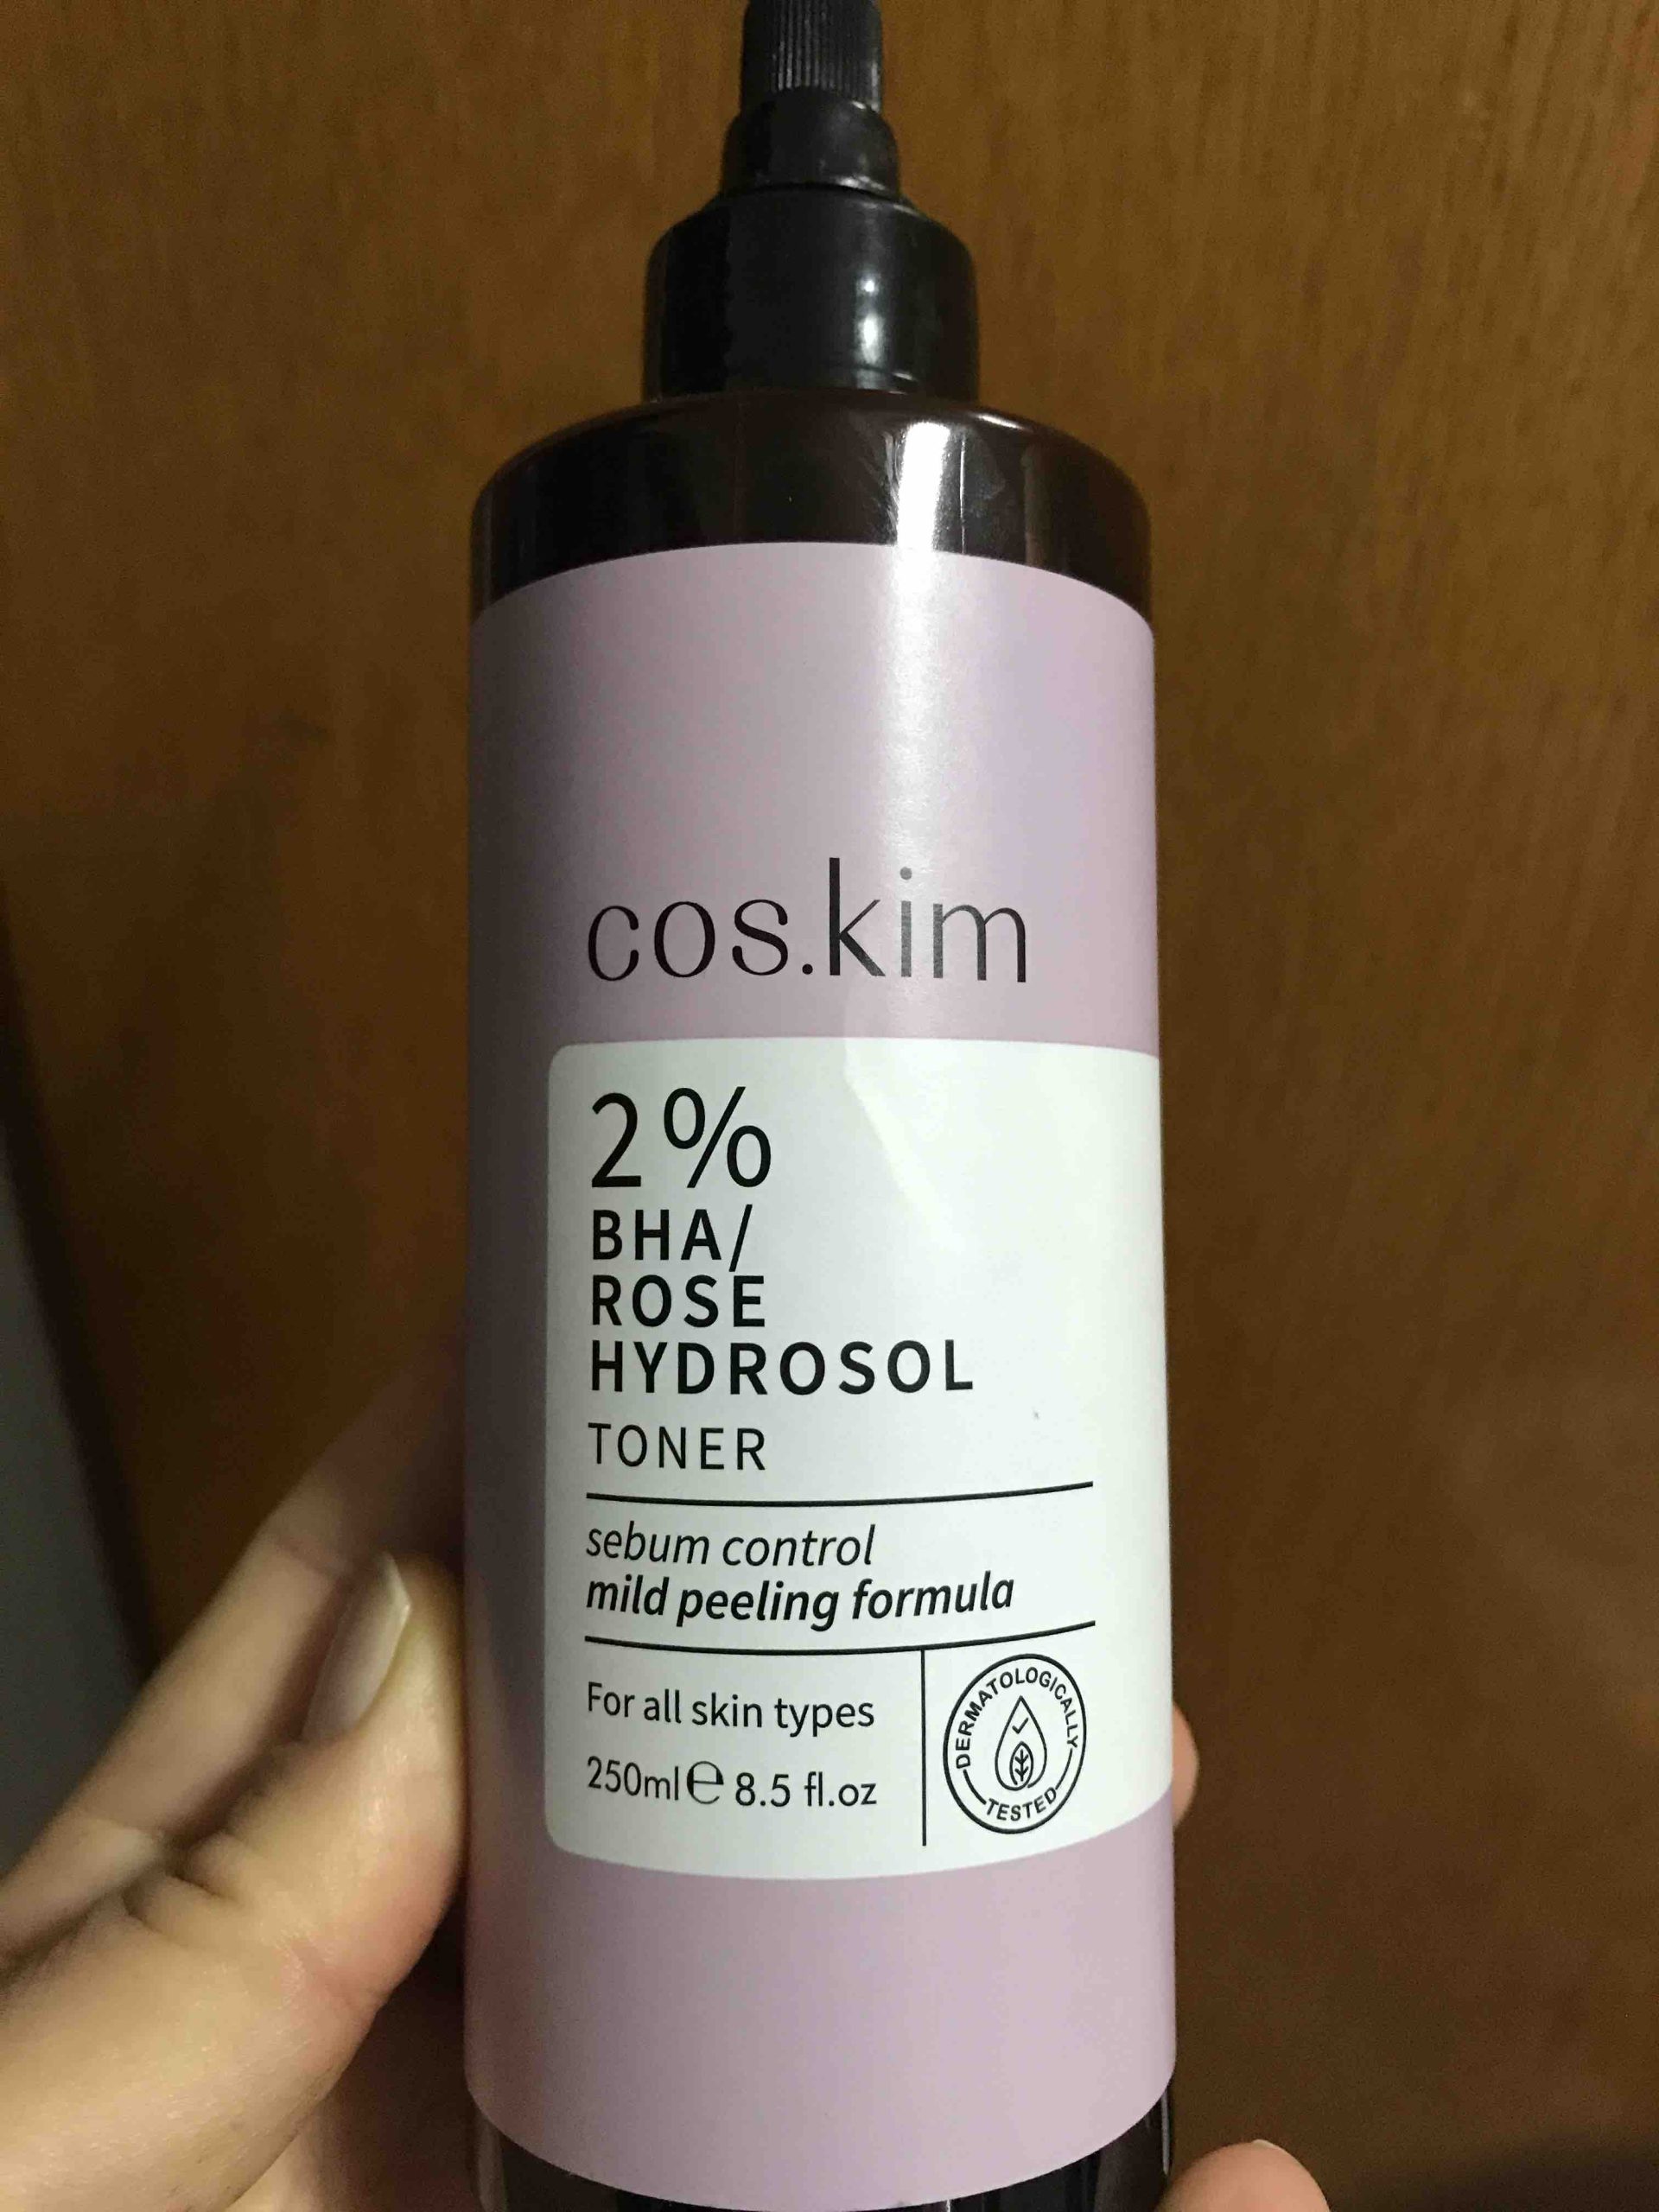 cos.kim
2%
BHA/
ROSE
HYDROSOL
TONER
sebum control
mild peeling formula
For all skin types
250ml℮ 8.5 fl.oz
DERMATOLOGICALLY
TESTED